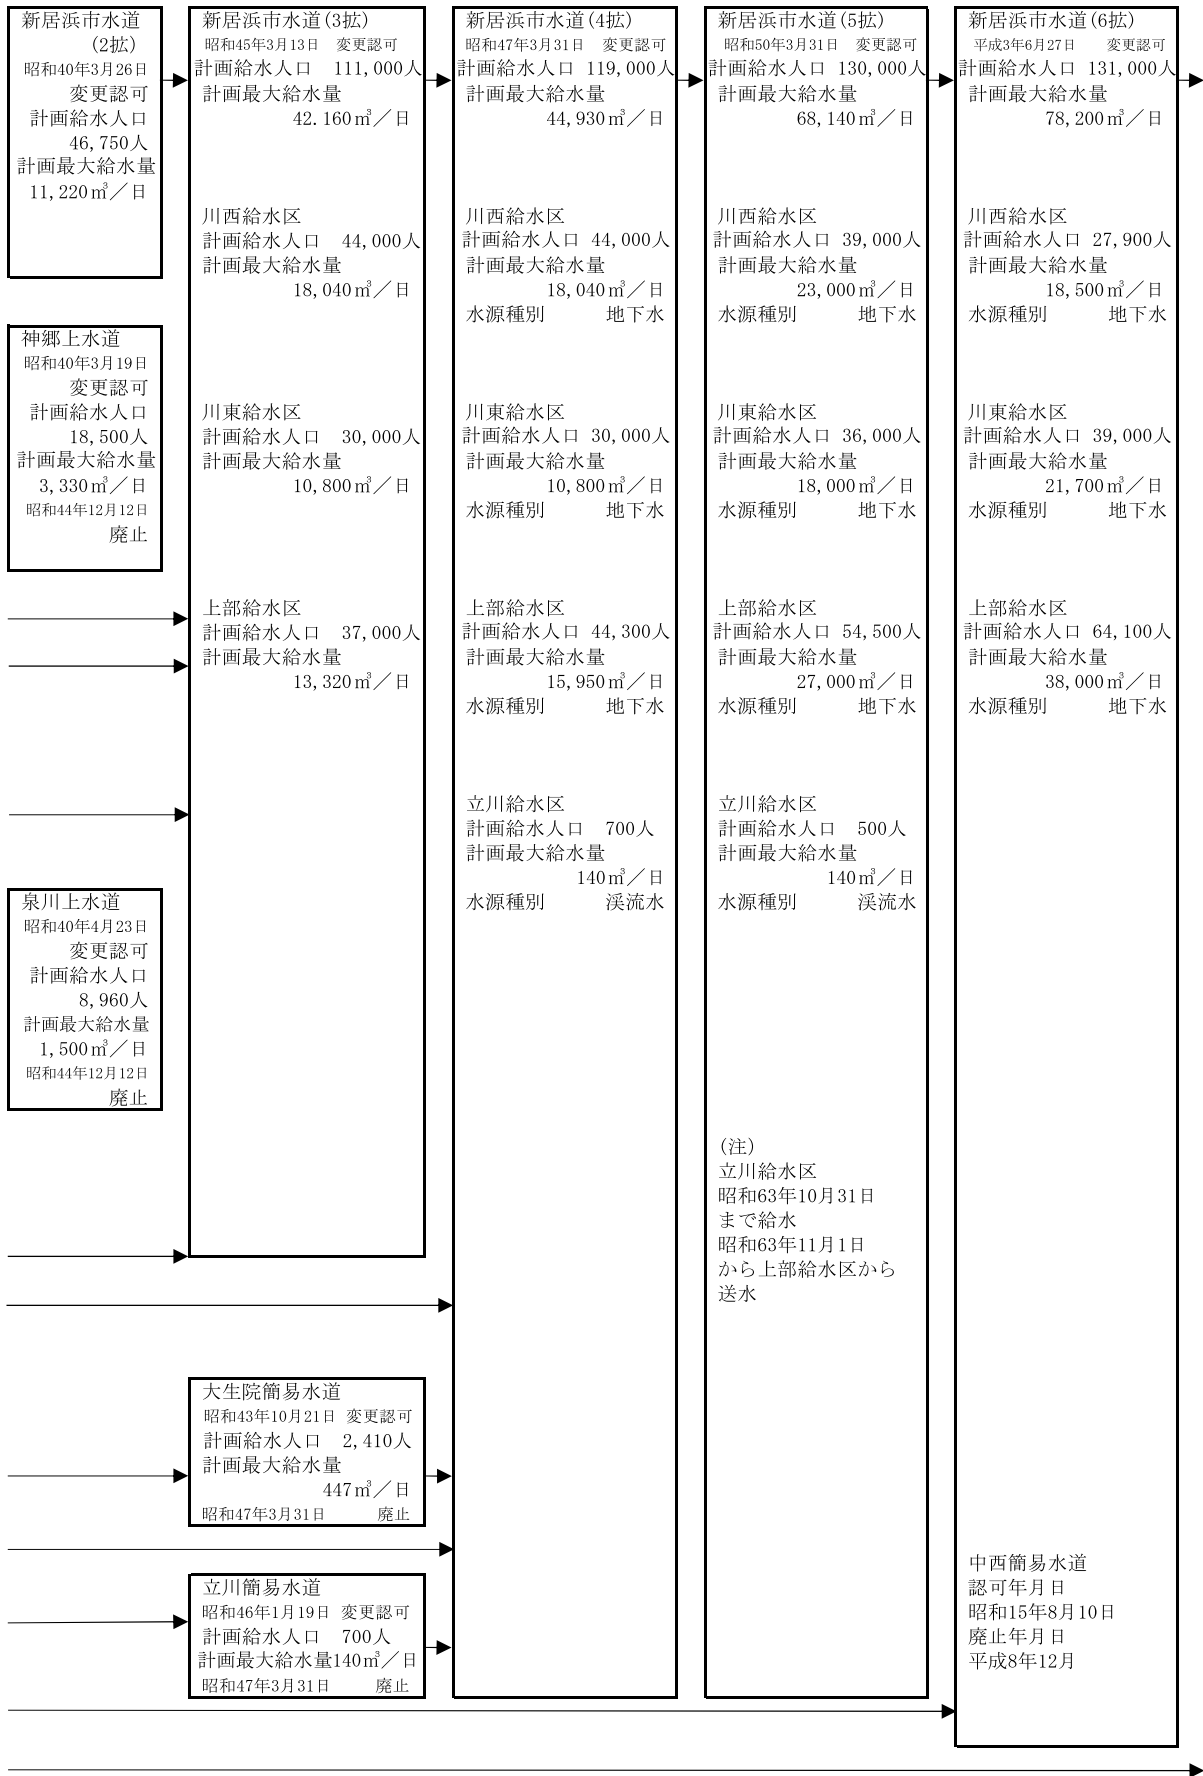 新居浜市水道
(2拡)
昭和40年3月26日
変更認可
計画給水人口
46,750人
計画最大給水量
11,220㎥／日
神郷上水道
昭和40年3月19日
変更認可
計画給水人口
18,500人
計画最大給水量
3,330㎥／日
昭和44年12月12日
廃止
泉川上水道
昭和40年4月23日
変更認可
計画給水人口
8,960人
計画最大給水量
1,500㎥／日
昭和44年12月12日
廃止
新居浜市水道(3拡)
昭和45年3月13日 変更認可
計画給水人口 111,000人
計画最大給水量
42.160㎥／日
川西給水区
計画給水人口 44,000人
計画最大給水量
18,040㎥／日
川東給水区
計画給水人口 30,000人
計画最大給水量
10,800㎥／日
上部給水区
計画給水人口 37,000人
計画最大給水量
13,320㎥／日
大生院簡易水道
昭和43年10月21日 変更認可
計画給水人口 2,410人
計画最大給水量
447㎥／日
昭和47年3月31日 廃止
立川簡易水道
昭和46年1月19日 変更認可
計画給水人口 700人
計画最大給水量140㎥／日
昭和47年3月31日 廃止
新居浜市水道(4拡)
昭和47年3月31日 変更認可
計画給水人口 119,000人
計画最大給水量
44,930㎥／日
川西給水区
計画給水人口 44,000人
計画最大給水量
18,040㎥／日
水源種別 地下水
川東給水区
計画給水人口 30,000人
計画最大給水量
10,800㎥／日
水源種別 地下水
上部給水区
計画給水人口 44,300人
計画最大給水量
15,950㎥／日
水源種別 地下水
立川給水区
計画給水人口 700人
計画最大給水量
140㎥／日
水源種別 渓流水
新居浜市水道(5拡)
昭和50年3月31日 変更認可
計画給水人口 130,000人
計画最大給水量
68,140㎥／日
川西給水区
計画給水人口 39,000人
計画最大給水量
23,000㎥／日
水源種別 地下水
川東給水区
計画給水人口 36,000人
計画最大給水量
18,000㎥／日
水源種別 地下水
上部給水区
計画給水人口 54,500人
計画最大給水量
27,000㎥／日
水源種別 地下水
立川給水区
計画給水人口 500人
計画最大給水量
140㎥／日
水源種別 渓流水
(注)
立川給水区
昭和63年10月31日
まで給水
昭和63年11月1日
から上部給水区から
送水
新居浜市水道(6拡)
平成3年6月27日 変更認可
計画給水人口 131,000人
計画最大給水量
78,200㎥／日
川西給水区
計画給水人口 27,900人
計画最大給水量
18,500㎥／日
水源種別 地下水
川東給水区
計画給水人口 39,000人
計画最大給水量
21,700㎥／日
水源種別 地下水
上部給水区
計画給水人口 64,100人
計画最大給水量
38,000㎥／日
水源種別 地下水
中西簡易水道
認可年月日
昭和15年8月10日
廃止年月日
平成8年12月